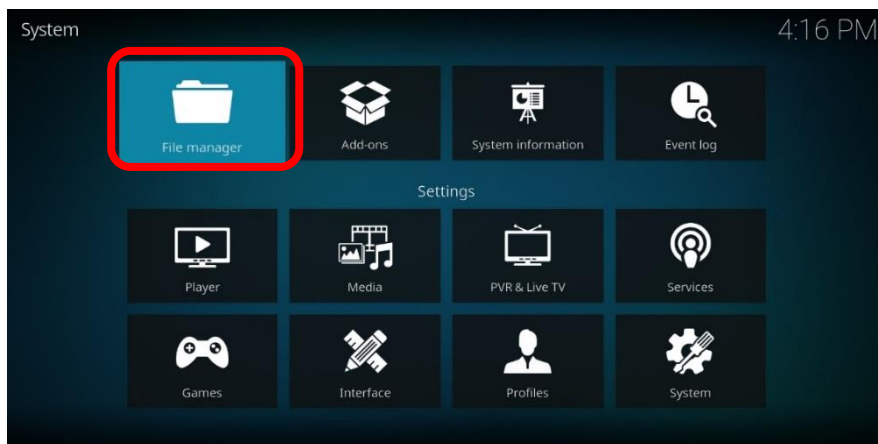 System 4:16 PM
File manager Add-ons System information Event log
Settings
Player Media PVR & Live TV Services
Games Interface Profiles System